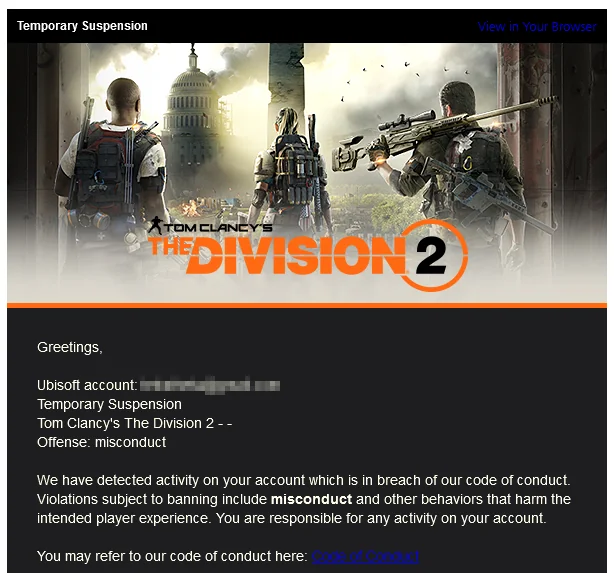 Temporary Suspension
View in Your Browser
TOM CLANCY'S
THE DIVISION 2
Greetings,
Ubisoft account:
Temporary Suspension
Tom Clancy's The Division 2 - -
Offense: misconduct
We have detected activity on your account which is in breach of our code of conduct.
Violations subject to banning include misconduct and other behaviors that harm the
intended player experience. You are responsible for any activity on your account.
You may refer to our code of conduct here: Code of Conduct